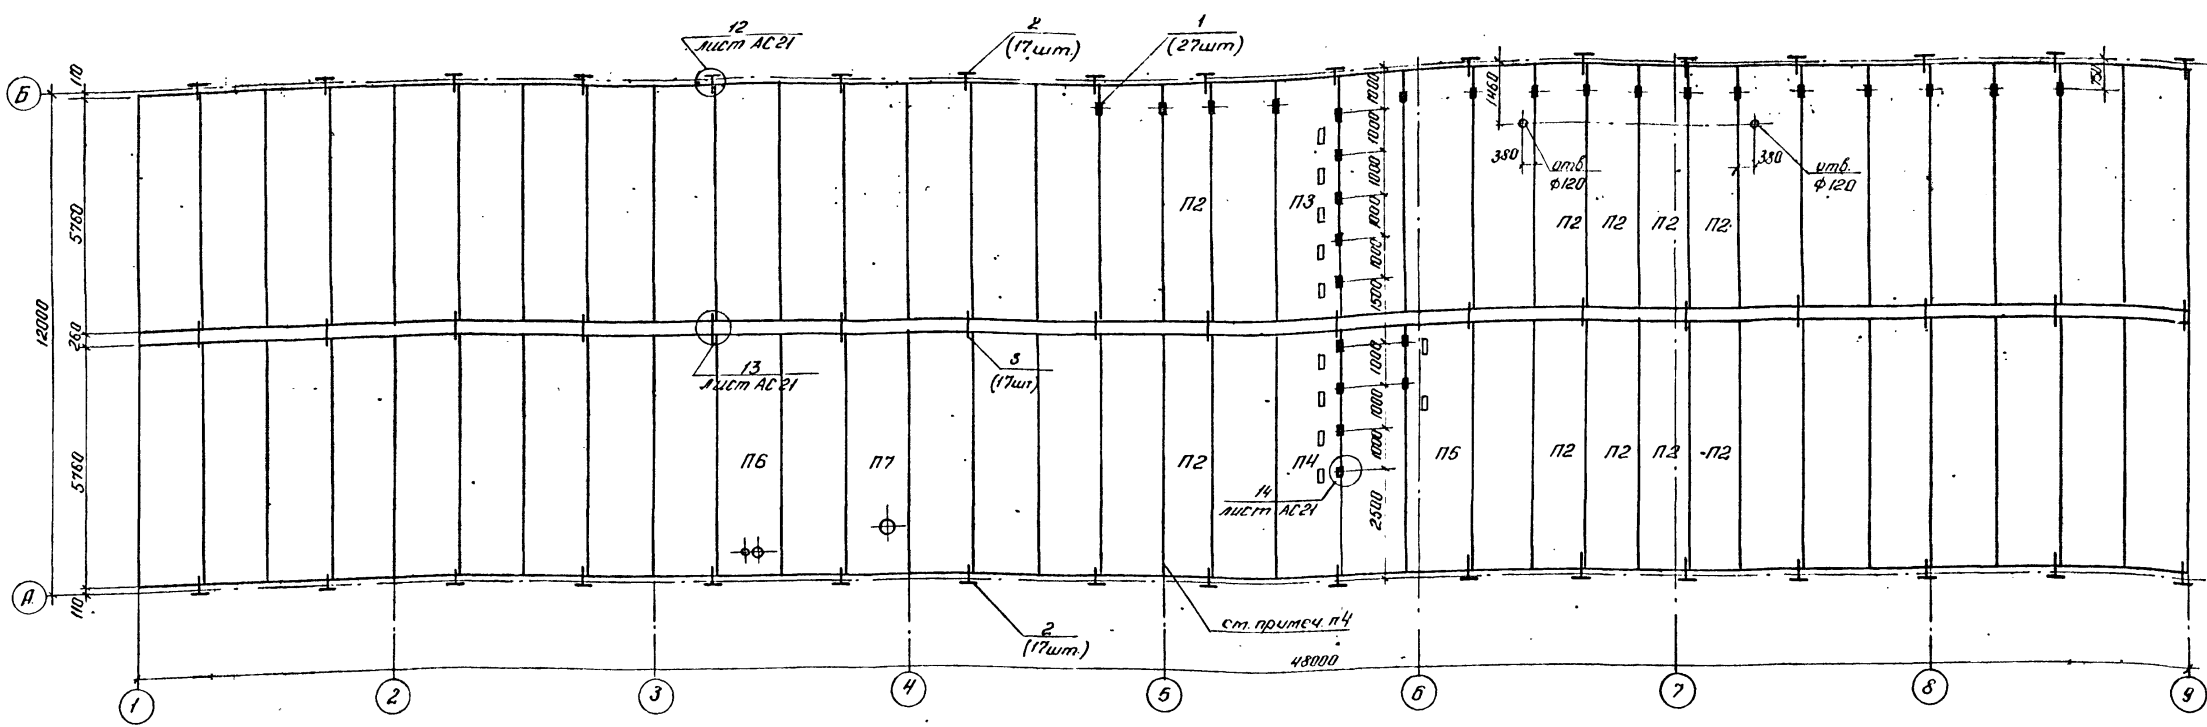 12
лист АС21
2
(17шт.)
1
(27шт)
Б
110
5760
12000
260
5760
110
А
1000
1000
1000
1000
1000
1500
1460
380
отв.
ф120
380
отв.
ф120
750
П2
П3
П2
П2
П2
П2
13
лист АС21
3
(17шт)
1000
1000
1000
2500
П6
П7
П2
П4
П5
П2
П2
П2
П2
14
лист АС21
2
(17шт.)
см. примеч. п4
48000
1
2
3
4
5
6
7
8
9